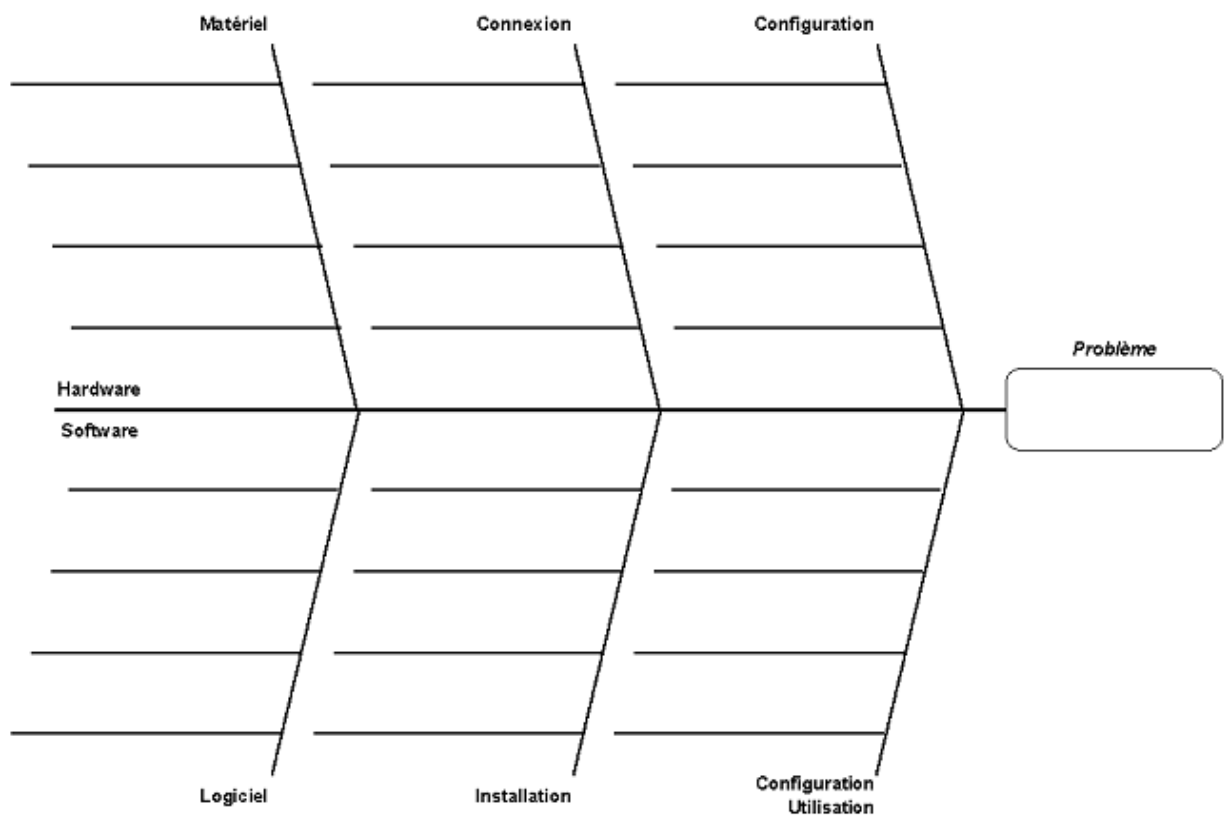 Matériel
Connexion
Configuration
Problème
Hardware
Software
Logiciel
Installation
Configuration
Utilisation